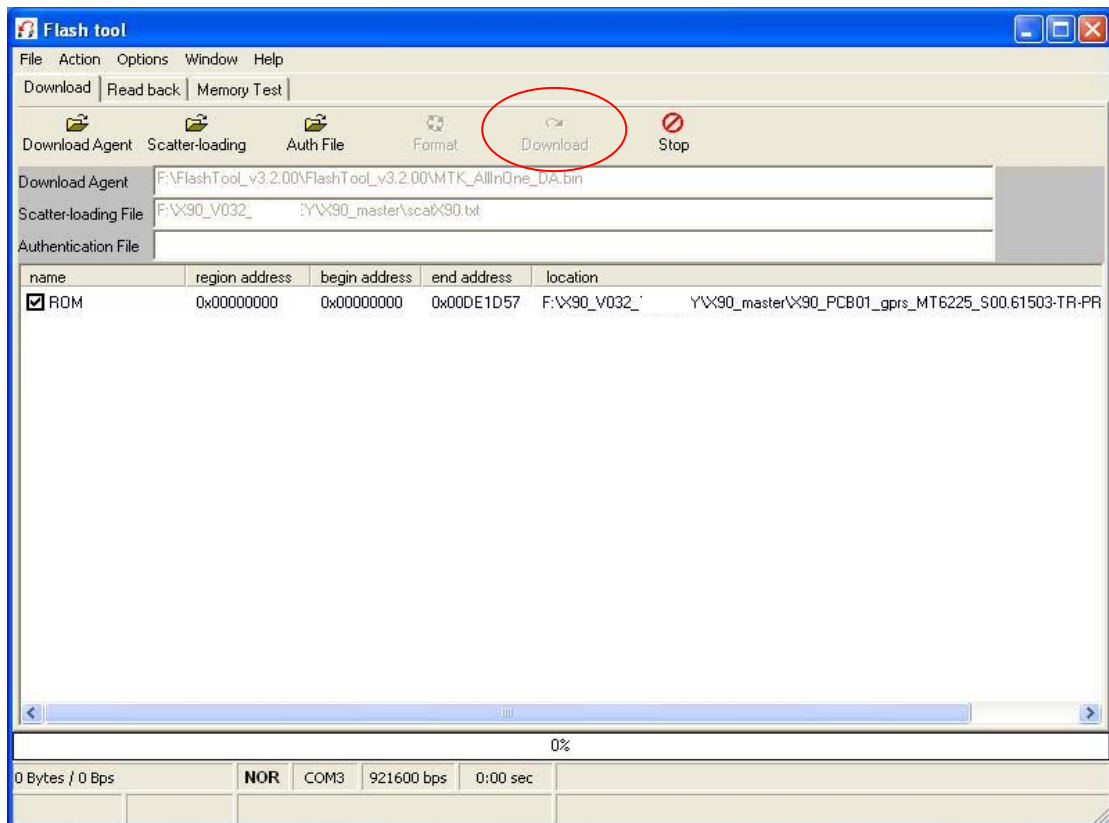 Flash tool
File Action Options Window Help
Download Read back Memory Test
Download Agent Scatter-loading Auth File Format Download Stop
Download Agent F:\FlashTool_v3.2.00\FlashTool_v3.2.00\MTK_AllInOne_DA.bin
Scatter-loading File F:\X90_V032_ Y\X90_master\scatX90.txt
Authentication File
name region address begin address end address location
ROM 0x00000000 0x00000000 0x00DE1D57 F:\X90_V032_ Y\X90_master\X90_PCB01_gprs_MT6225_S00.61503-TR-PR
0%
0 Bytes / 0 Bps NOR COM3 921600 bps 0:00 sec